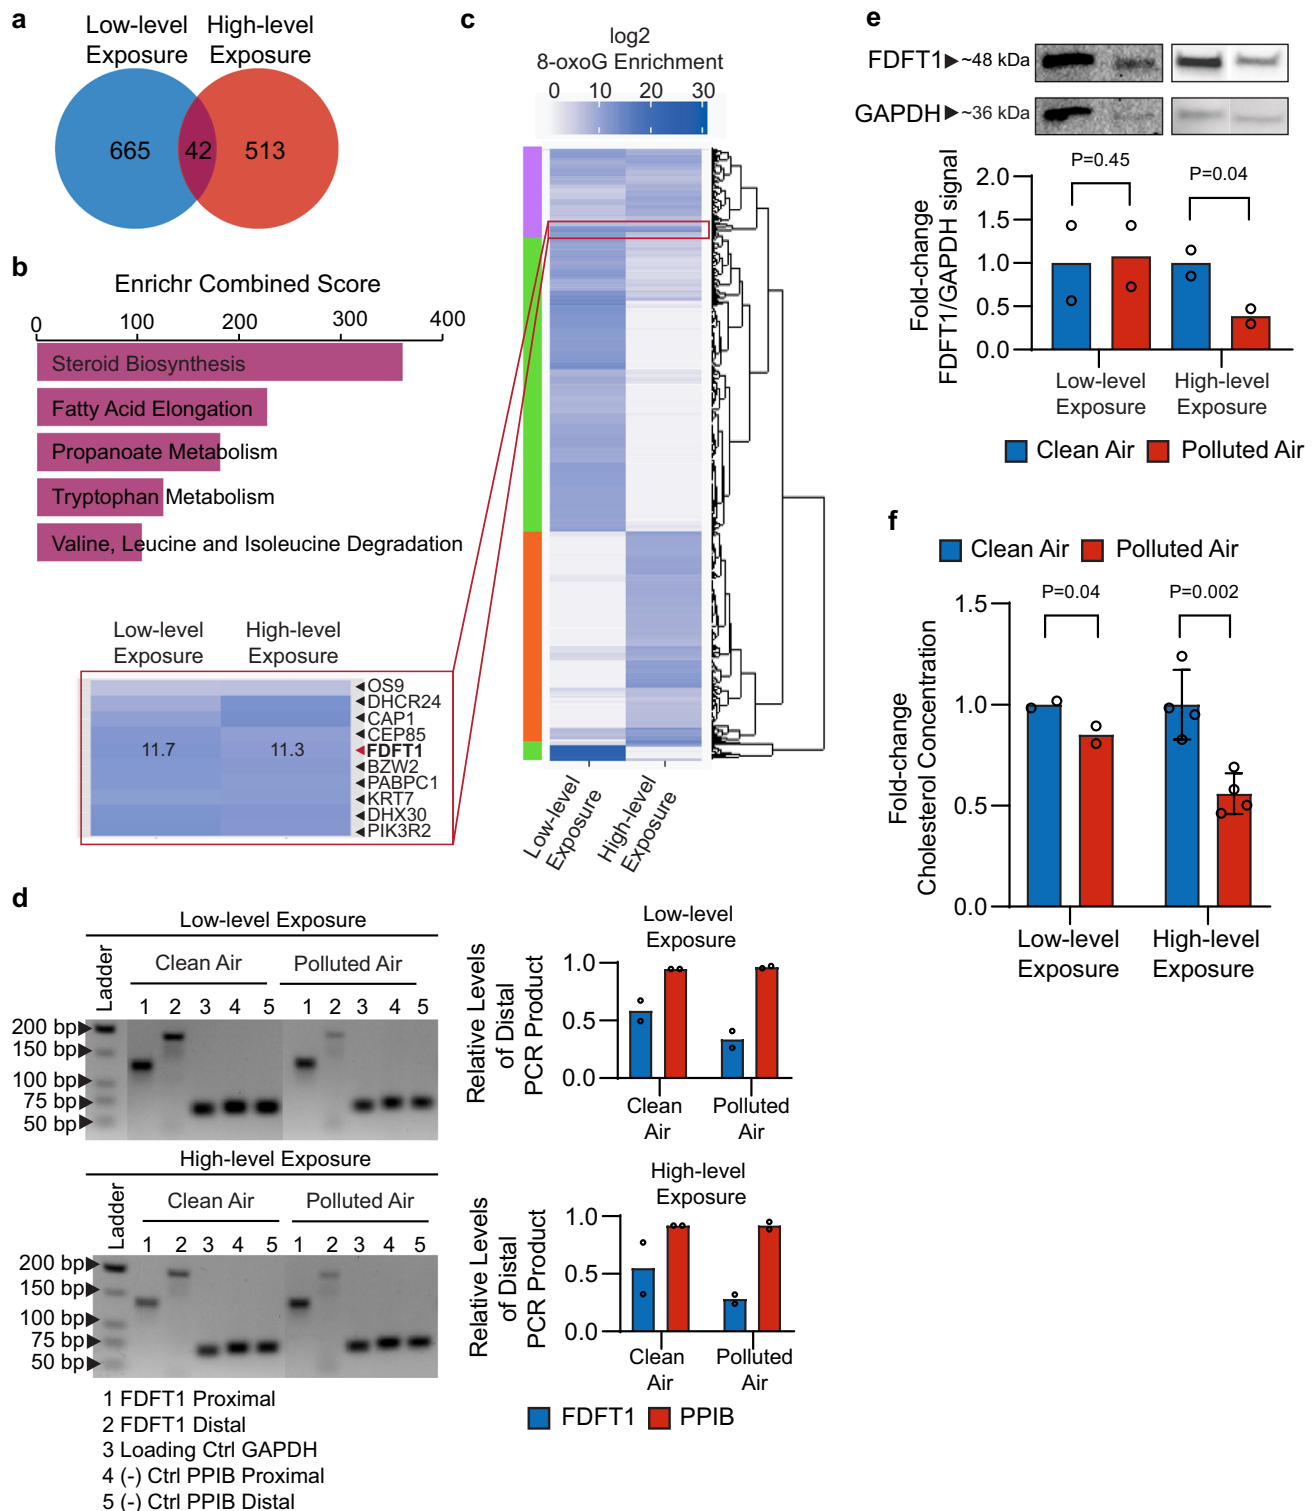 a
Low-level Exposure
High-level Exposure
665
42
513
b
Enrichr Combined Score
0 100 200 300 400
Steroid Biosynthesis
Fatty Acid Elongation
Propanoate Metabolism
Tryptophan Metabolism
Valine, Leucine and Isoleucine Degradation
Low-level Exposure
High-level Exposure
11.7
11.3
OS9
DHCR24
CAP1
CEP85
FDFT1
BZW2
PABPC1
KRT7
DHX30
PIK3R2
c
log2
8-oxoG Enrichment
0 10 20 30
Low-level Exposure
High-level Exposure
d
Low-level Exposure
Ladder
Clean Air
Polluted Air
1 2 3 4 5 1 2 3 4 5
200 bp
150 bp
100 bp
75 bp
50 bp
High-level Exposure
Ladder
Clean Air
Polluted Air
1 2 3 4 5 1 2 3 4 5
200 bp
150 bp
100 bp
75 bp
50 bp
1 FDFT1 Proximal
2 FDFT1 Distal
3 Loading Ctrl GAPDH
4 (-) Ctrl PPIB Proximal
5 (-) Ctrl PPIB Distal
Low-level
Exposure
Relative Levels
of Distal
PCR Product
1.0
0.5
0.0
Clean Air
Polluted Air
High-level
Exposure
Relative Levels
of Distal
PCR Product
1.0
0.5
0.0
Clean Air
Polluted Air
FDFT1 PPIB
e
FDFT1 ~48 kDa
GAPDH ~36 kDa
P=0.45
P=0.04
Fold-change
FDFT1/GAPDH signal
2.0
1.5
1.0
0.5
0.0
Low-level Exposure
High-level Exposure
Clean Air Polluted Air
f
Clean Air Polluted Air
P=0.04
P=0.002
Fold-change
Cholesterol Concentration
1.5
1.0
0.5
0.0
Low-level Exposure
High-level Exposure